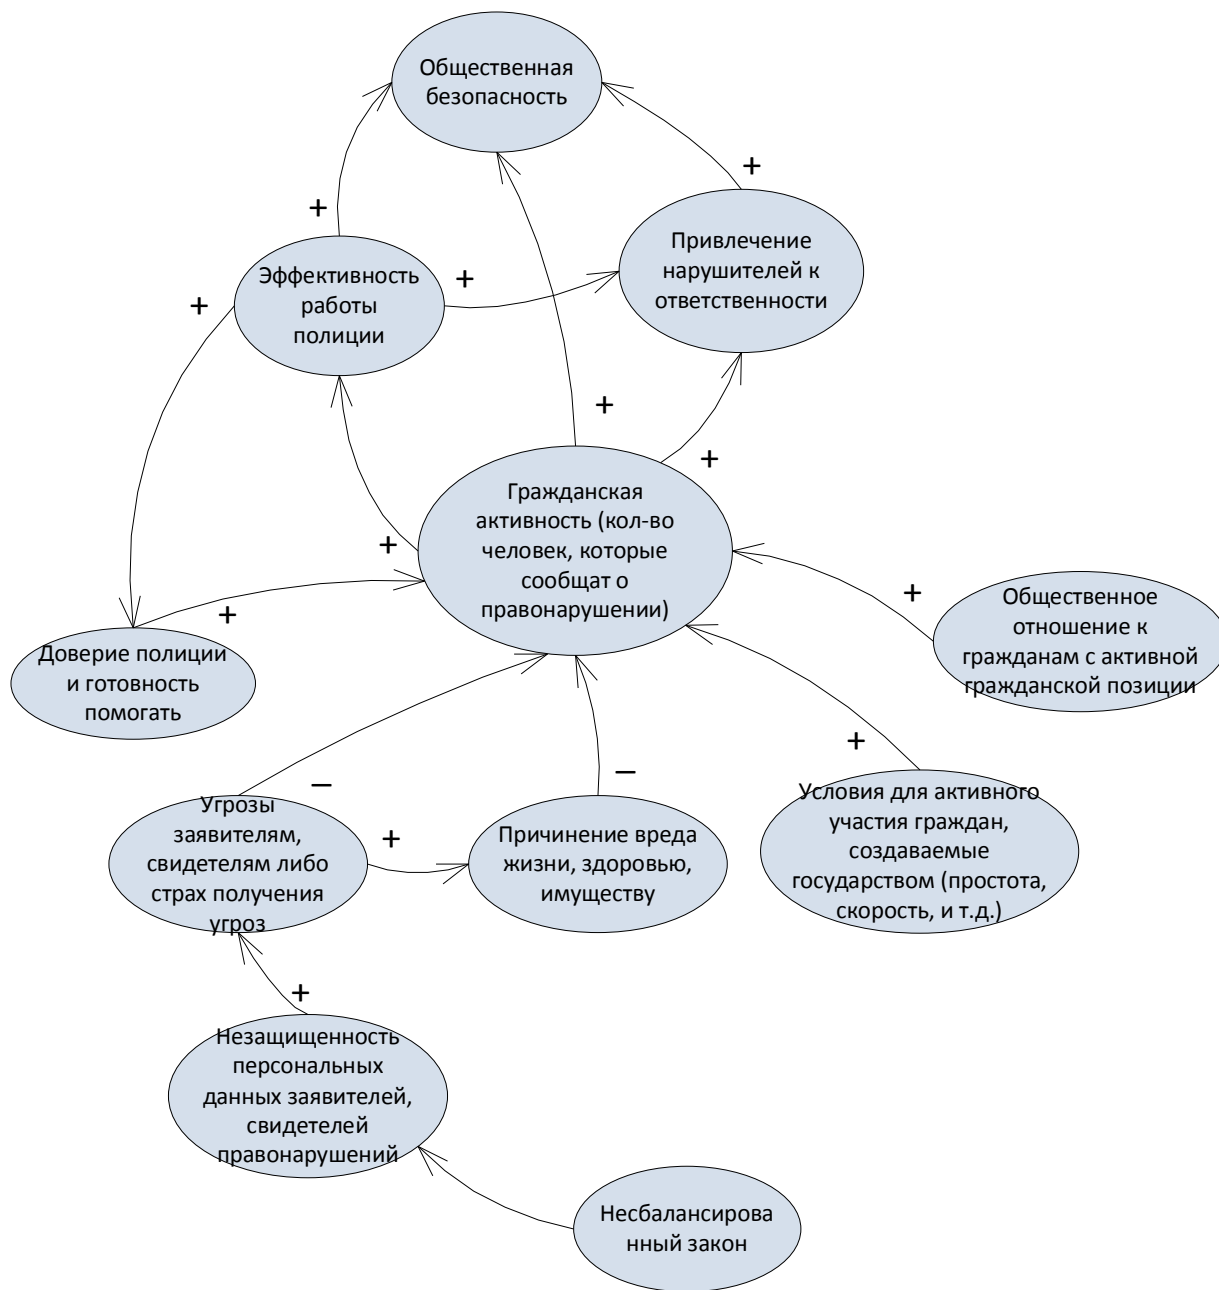 Общественная
безопасность
+
+
Привлечение
нарушителей к
ответственности
Эффективность
работы
полиции
+
+
+
+
Гражданская
активность (кол-во
человек, которые
сообщат о
правонарушении)
+
+
Доверие полиции
и готовность
помогать
+
Общественное
отношение к
гражданам с активной
гражданской позиции
+
–
–
Угрозы
заявителям,
свидетелям либо
страх получения
угроз
+
Причинение вреда
жизни, здоровью,
имуществу
Условия для активного
участия граждан,
создаваемые
государством (простота,
скорость, и т.д.)
+
Незащищенность
персональных
данных заявителей,
свидетелей
правонарушений
Несбалансирова
нный закон